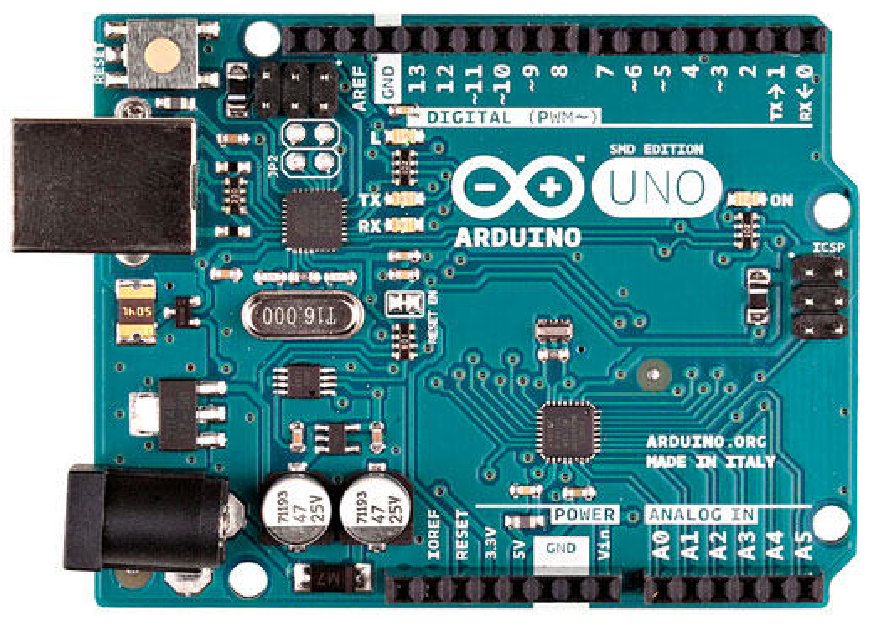 RESET
AREF
GND
13
12
~11
~10
~9
8
7
~6
~5
4
~3
2
TX→1
RX←0
DIGITAL (PWM~)
JP2
L
TX
RX
SMD EDITION
UNO
ARDUINO
ON
ICSP
T16.000
RESET EN
ARDUINO.ORG
MADE IN ITALY
71193
47
25V
71193
47
25V
M7
IOREF
RESET
3.3V
5V
POWER
GND
Vin
ANALOG IN
A0
A1
A2
A3
A4
A5